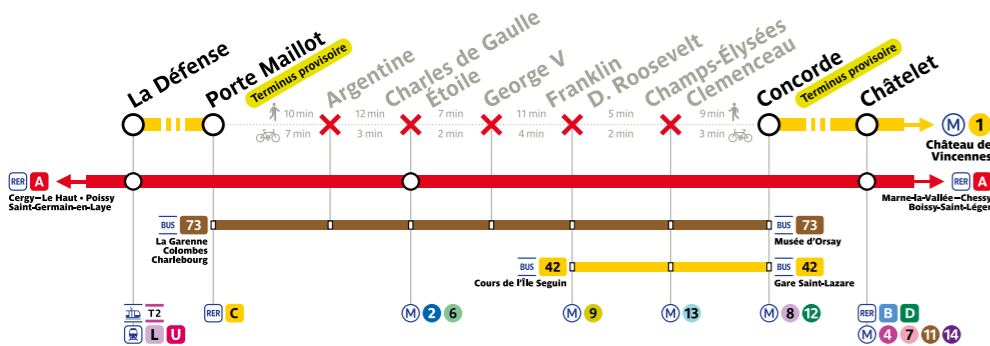 La Défense
Porte Maillot
Terminus provisoire
Argentine
Charles de Gaulle
Étoile
George V
Franklin
D. Roosevelt
Champs-Élysées
Clemenceau
Concorde
Terminus provisoire
Châtelet
10 min 12 min 7 min 11 min 5 min 9 min
7 min 3 min 2 min 4 min 2 min 3 min
M 1
Château de
Vincennes
RER A
Cergy–Le Haut • Poissy
Saint-Germain-en-Laye
RER A
Marne-la-Vallée–Chessy
Boissy-Saint-Léger
BUS 73
La Garenne
Colombes
Charlebourg
BUS 73
Musée d'Orsay
BUS 42
Cours de l'Île Seguin
BUS 42
Gare Saint-Lazare
T2
L U
RER C
M 2 6
M 9
M 13
M 8 12
RER B D
M 4 7 11 14